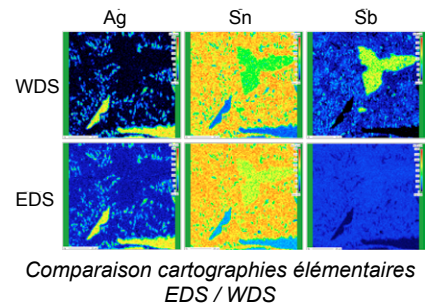 Ag Sn Sb
WDS
EDS
Comparaison cartographies élémentaires
EDS / WDS